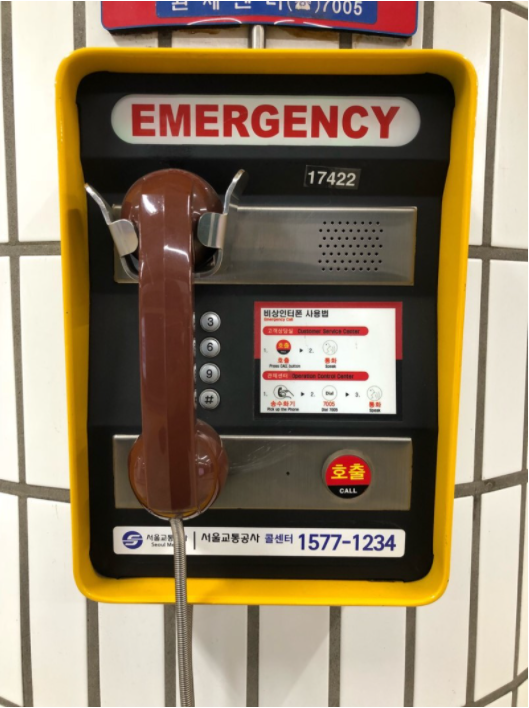 (☎)7005
EMERGENCY
17422
3
6
9
#
비상인터폰 사용법
EMERGENCY Call
고객상담실 Customer Service Center
1. 호출 ▶ 2. 통화
Press CALL button Speak
관제센터 Operation Control Center
1. ▶ 2. Dial ▶ 3.
송수화기 7005 통화
Pick up the Phone Dial 7005 Speak
호출
CALL
서울교통
Seoul Me
서울교통공사 콜센터 1577-1234